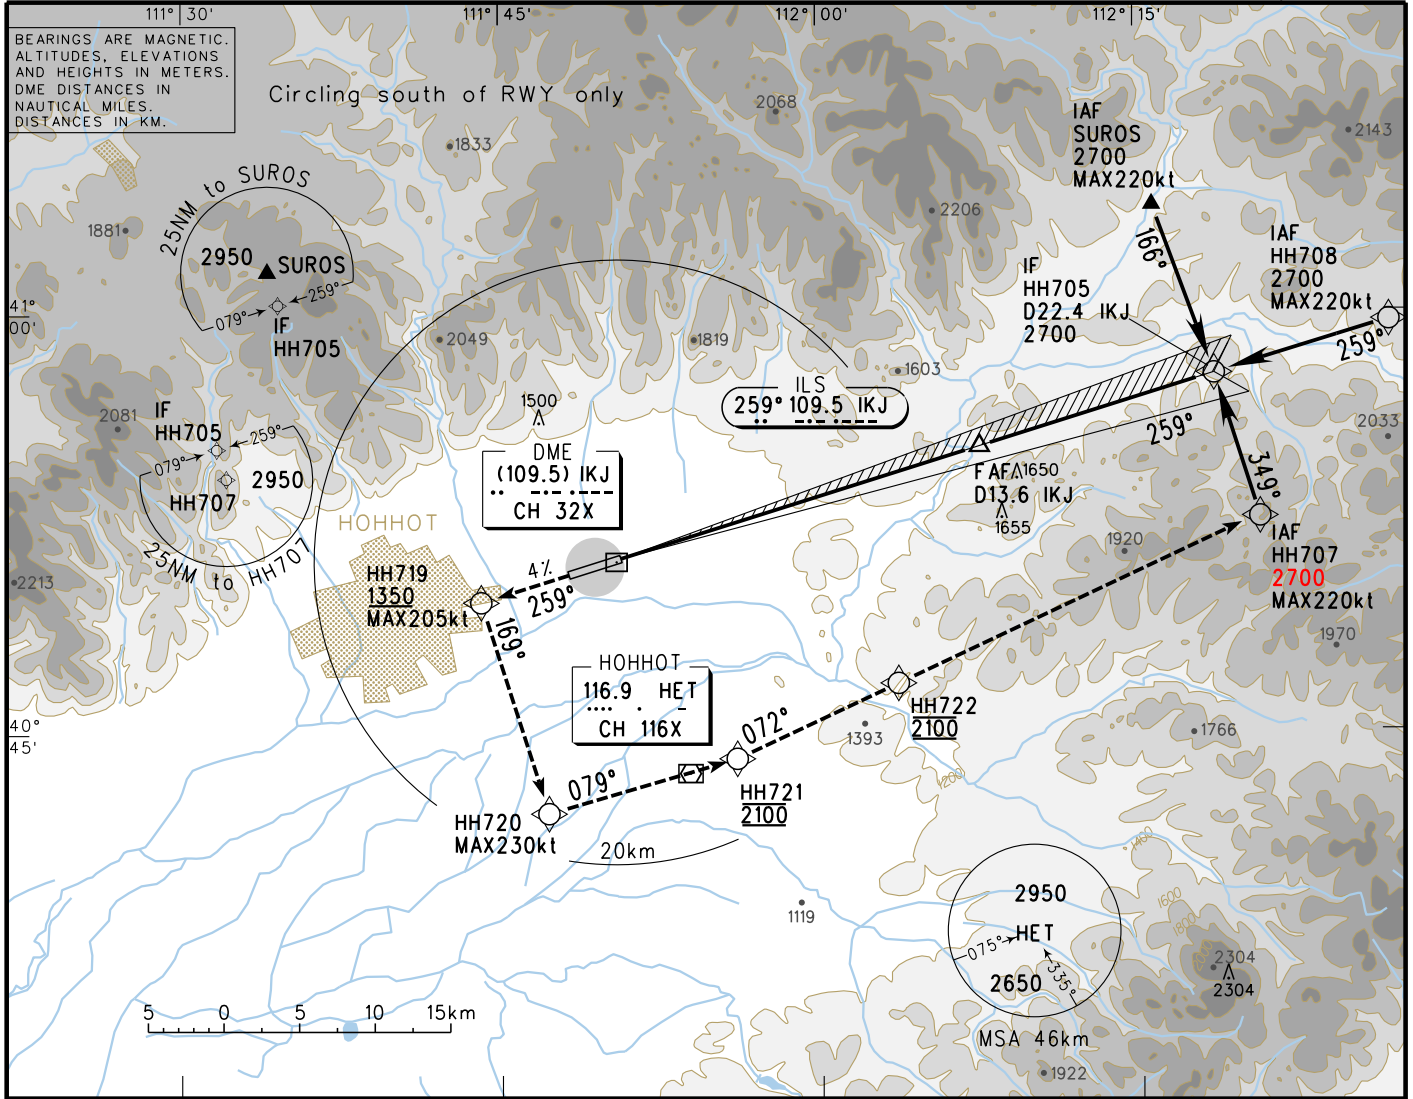 111° 30'
111° 45'
112° 00'
112° 15'
BEARINGS ARE MAGNETIC.
ALTITUDES, ELEVATIONS
AND HEIGHTS IN METERS.
DME DISTANCES IN
NAUTICAL MILES.
DISTANCES IN KM.
Circling south of RWY only
2068
1833
2143
IAF
SUROS
2700
MAX220kt
166°
25NM to SUROS
2950
SUROS
259°
079°
IF
HH705
1881
2206
IAF
HH708
2700
MAX220kt
259°
IF
HH705
D22.4 IKJ
2700
41°
00'
2049
1819
1603
ILS
259° 109.5 IKJ
1500
DME
(109.5) IKJ
CH 32X
2081
IF
HH705
259°
079°
2950
HH707
25NM to HH707
2213
259°
2033
FAF
1650
D13.6 IKJ
1655
349°
1920
IAF
HH707
2700
MAX220kt
1970
HOHHOT
HH719
1350
MAX205kt
4%
259°
169°
HOHHOT
116.9 HET
CH 116X
40°
45'
072°
HH722
2100
1393
1766
079°
HH721
2100
1200
HH720
MAX230kt
20km
1400
1600
1800
1119
2950
HET
075°
335°
2650
MSA 46km
2304
2304
1922
5 0 5 10 15km